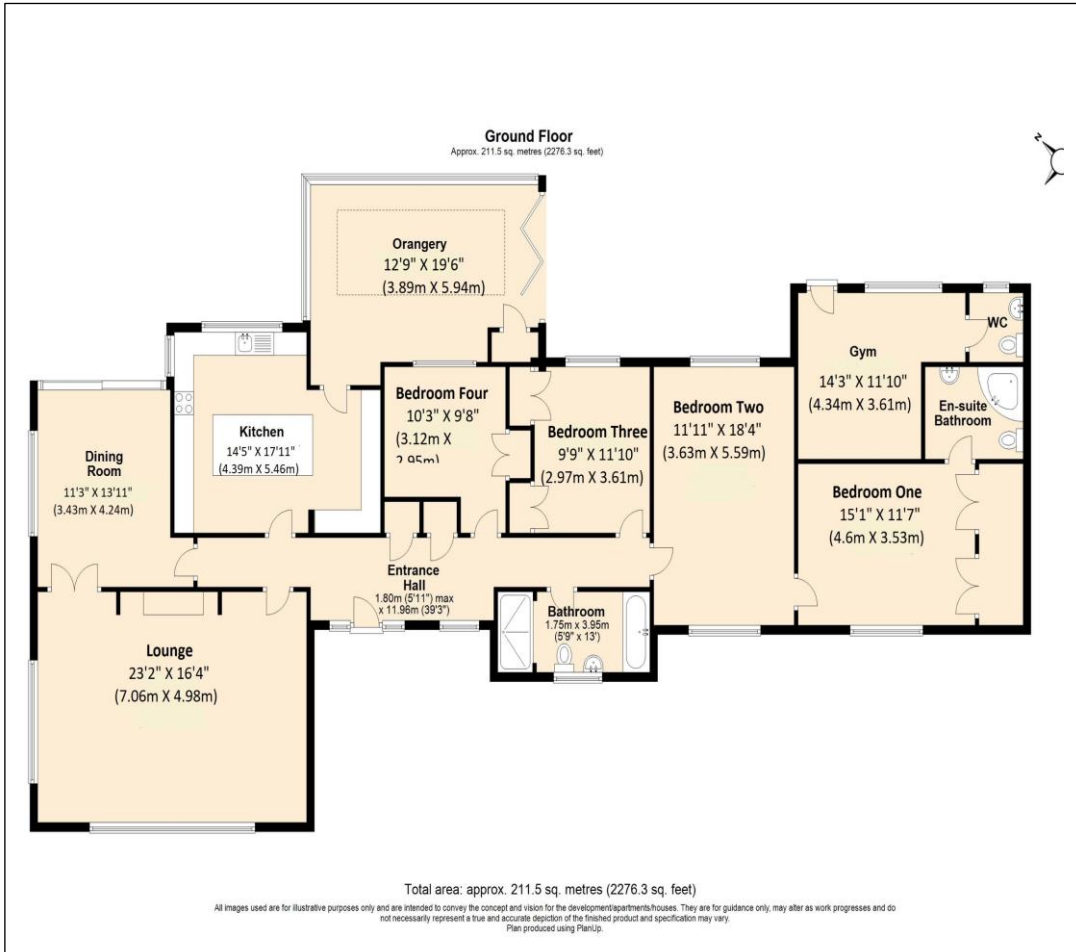 Ground Floor
Approx. 211.5 sq. metres (2276.3 sq. feet)
N
Orangery
12'9" X 19'6"
(3.89m X 5.94m)
WC
Gym
14'3" X 11'10"
(4.34m X 3.61m)
En-suite
Bathroom
Bedroom Four
10'3" X 9'8"
(3.12m X
2.95m)
Bedroom Two
11'11" X 18'4"
(3.63m X 5.59m)
Kitchen
14'5" X 17'11"
(4.39m X 5.46m)
Bedroom Three
9'9" X 11'10"
(2.97m X 3.61m)
Dining
Room
11'3" X 13'11"
(3.43m X 4.24m)
Bedroom One
15'1" X 11'7"
(4.6m X 3.53m)
Entrance
Hall
1.80m (5'11") max
x 11.96m (39'3")
Bathroom
1.75m x 3.95m
(5'9" x 13')
Lounge
23'2" X 16'4"
(7.06m X 4.98m)
Total area: approx. 211.5 sq. metres (2276.3 sq. feet)
All images used are for illustrative purposes only and are intended to convey the concept and vision for the development/apartments/houses. They are for guidance only, may alter as work progresses and do
not necessarily represent a true and accurate depiction of the finished product and specification may vary.
Plan produced using PlanUp.